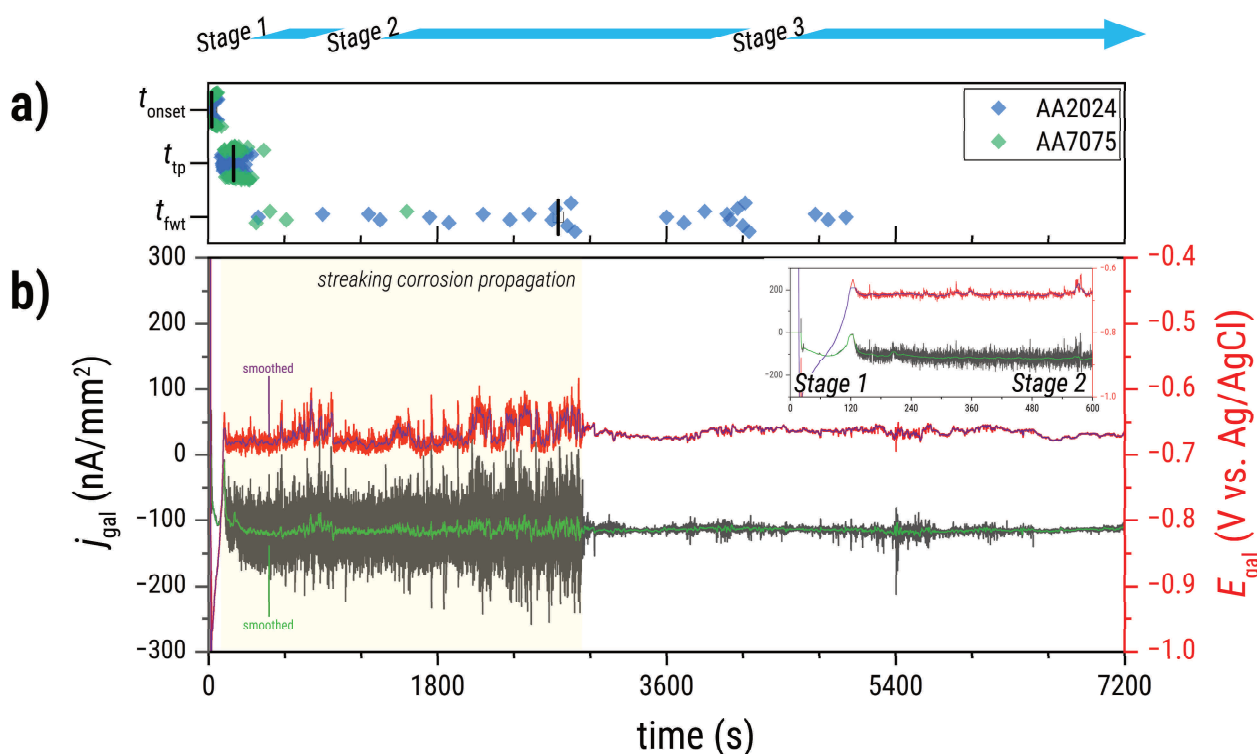 Stage 1
Stage 2
Stage 3
a)
t_onset
t_tp
t_fwt
AA2024
AA7075
b)
streaking corrosion propagation
smoothed
smoothed
300
200
100
0
−100
−200
−300
j_gal (nA/mm²)
−0.4
−0.5
−0.6
−0.7
−0.8
−0.9
−1.0
E_gal (V vs. Ag/AgCl)
200
0
−200
−0.6
−0.8
−1.0
Stage 1
Stage 2
0
120
240
360
480
600
0
1800
3600
5400
7200
time (s)